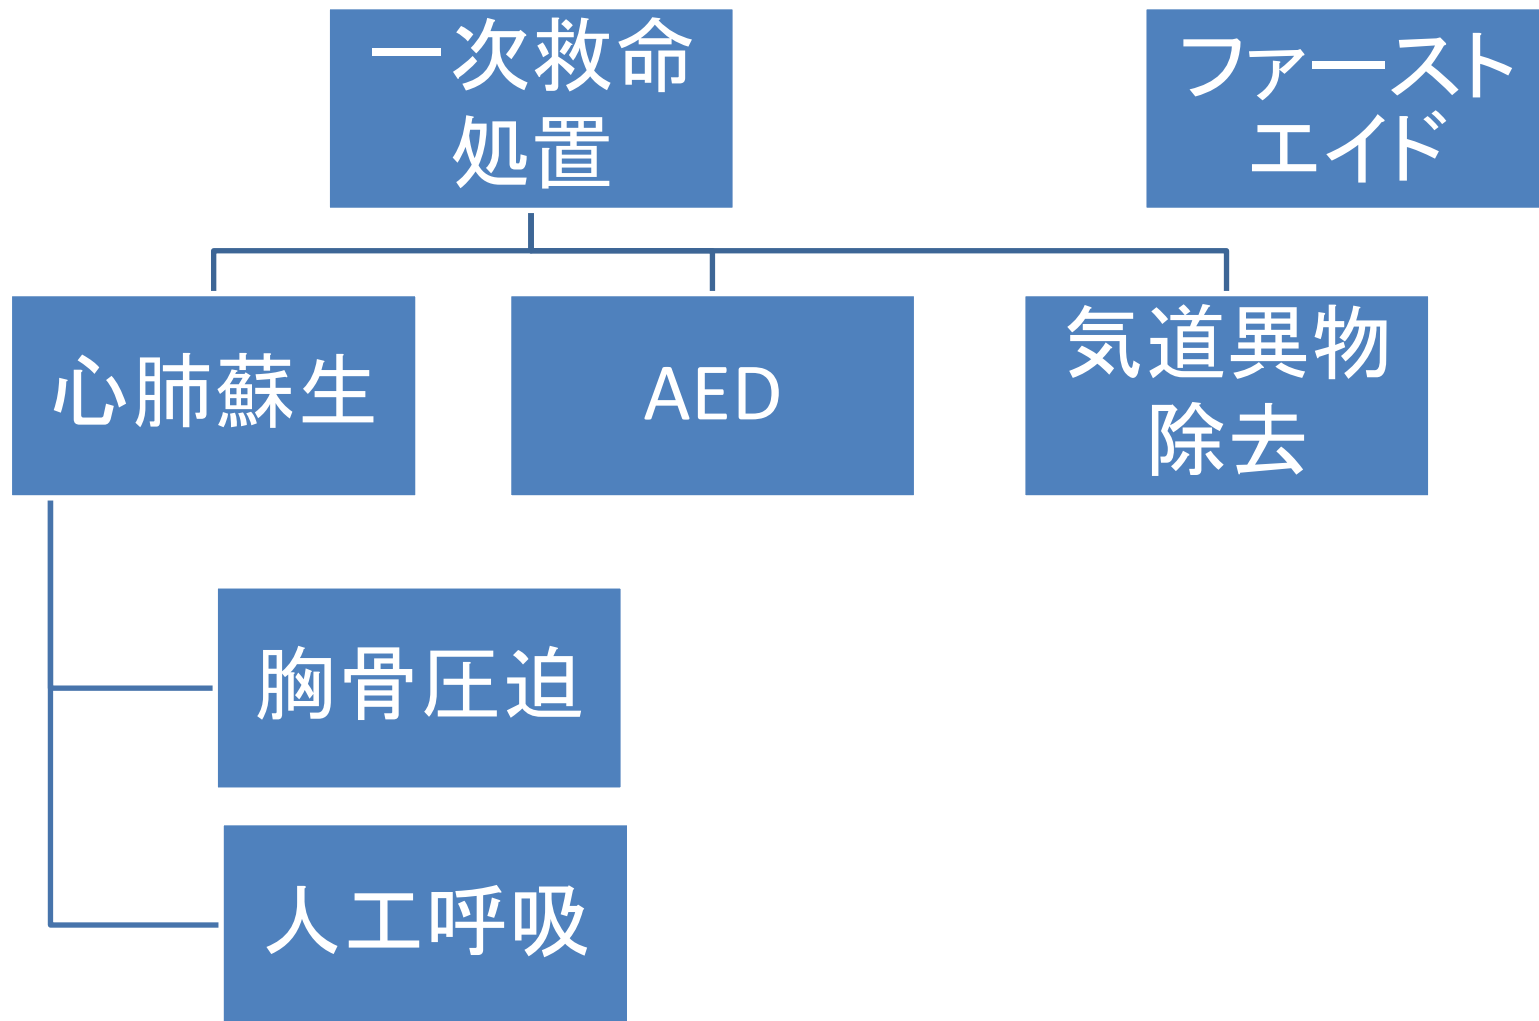 一次救命
処置
ファースト
エイド
心肺蘇生
AED
気道異物
除去
胸骨圧迫
人工呼吸